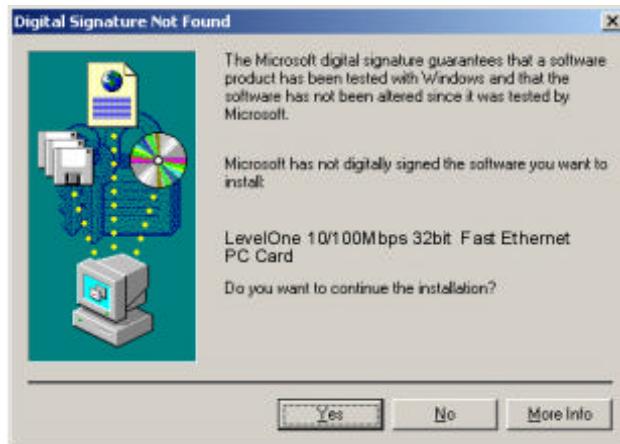 Digital Signature Not Found
The Microsoft digital signature guarantees that a software
product has been tested with Windows and that the
software has not been altered since it was tested by
Microsoft.
Microsoft has not digitally signed the software you want to
install:
LevelOne 10/100Mbps 32bit Fast Ethernet
PC Card
Do you want to continue the installation?
Yes
No
More Info